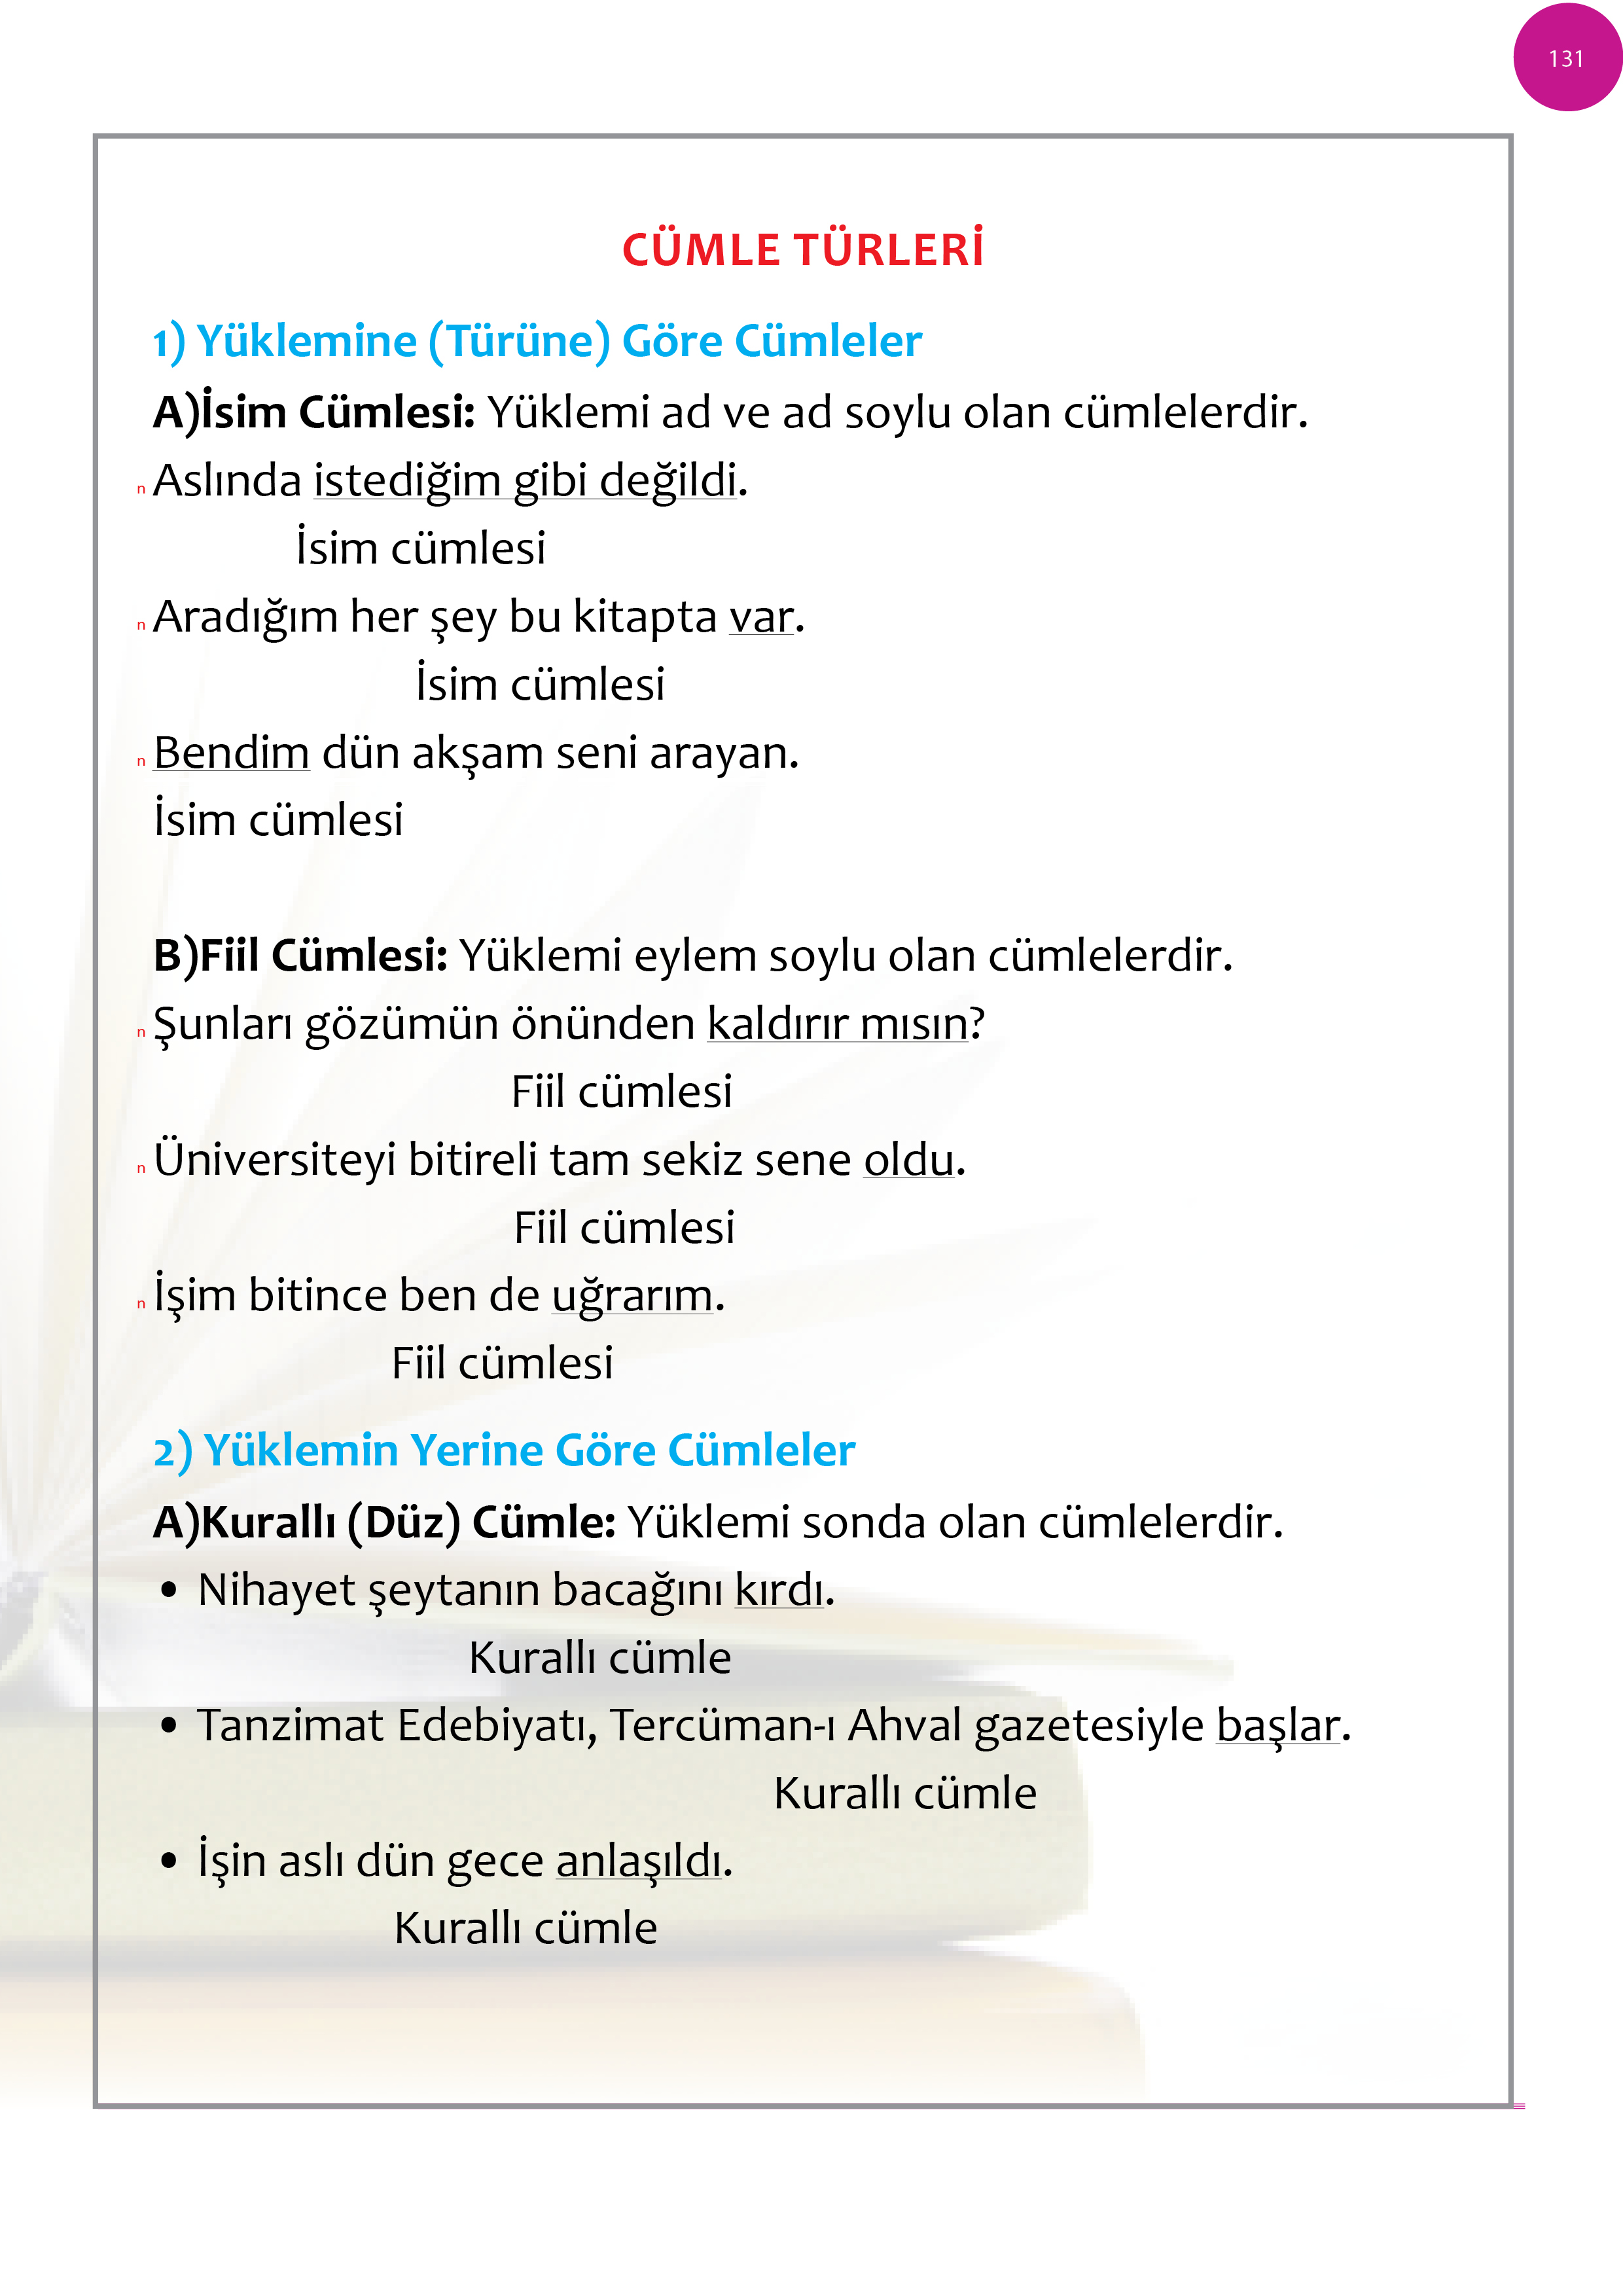 131
CÜMLE TÜRLERİ
1) Yüklemine (Türüne) Göre Cümleler
A)İsim Cümlesi: Yüklemi ad ve ad soylu olan cümlelerdir.
n Aslında istediğim gibi değildi.
İsim cümlesi
n Aradığım her şey bu kitapta var.
İsim cümlesi
n Bendim dün akşam seni arayan.
İsim cümlesi
B)Fiil Cümlesi: Yüklemi eylem soylu olan cümlelerdir.
n Şunları gözümün önünden kaldırır mısın?
Fiil cümlesi
n Üniversiteyi bitireli tam sekiz sene oldu.
Fiil cümlesi
n İşim bitince ben de uğrarım.
Fiil cümlesi
2) Yüklemin Yerine Göre Cümleler
A)Kurallı (Düz) Cümle: Yüklemi sonda olan cümlelerdir.
• Nihayet şeytanın bacağını kırdı.
Kurallı cümle
• Tanzimat Edebiyatı, Tercüman-ı Ahval gazetesiyle başlar.
Kurallı cümle
• İşin aslı dün gece anlaşıldı.
Kurallı cümle